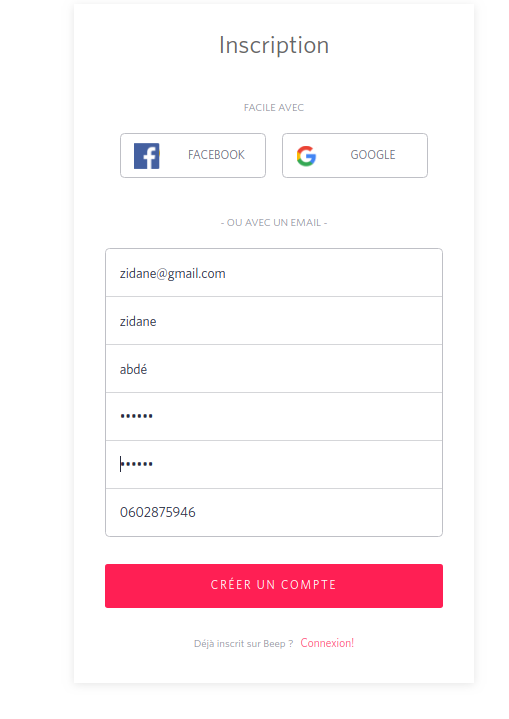 Inscription
FACILE AVEC
FACEBOOK
GOOGLE
- OU AVEC UN EMAIL -
zidane@gmail.com
zidane
abdé
••••••
••••••
0602875946
CRÉER UN COMPTE
Déjà inscrit sur Beep ? Connexion!